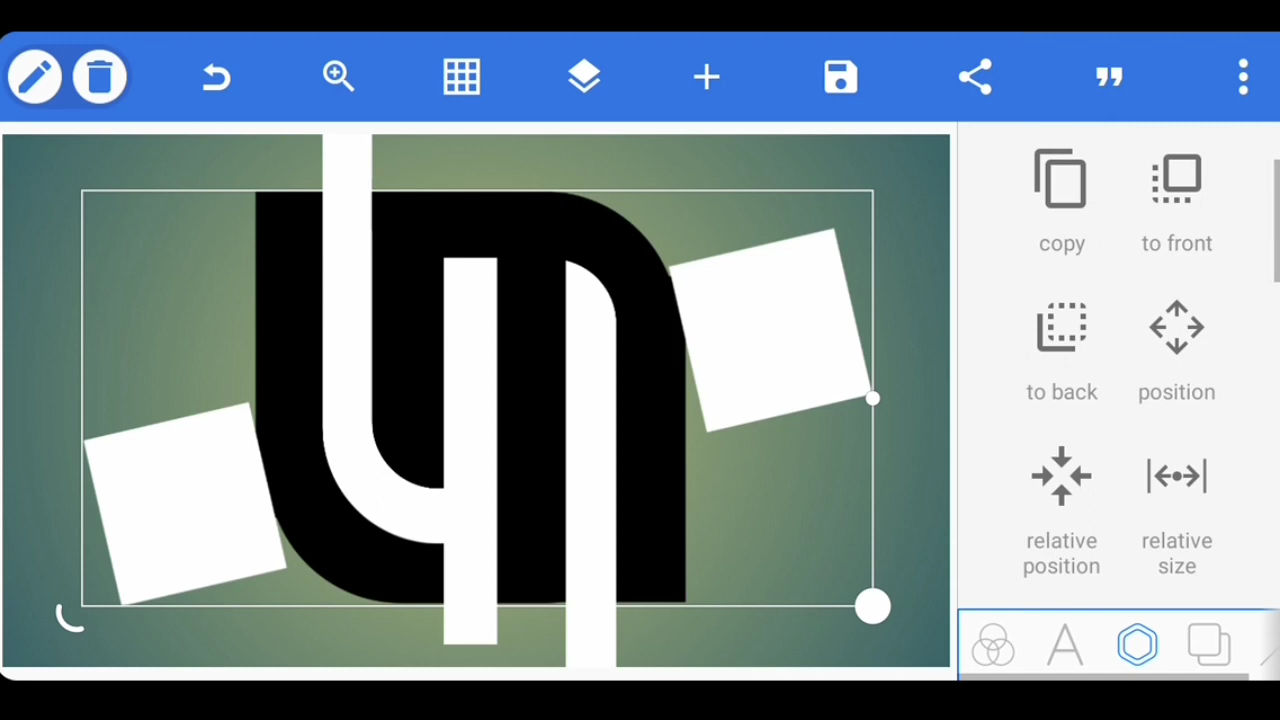 copy
to front
to back
position
relative
position
relative
size